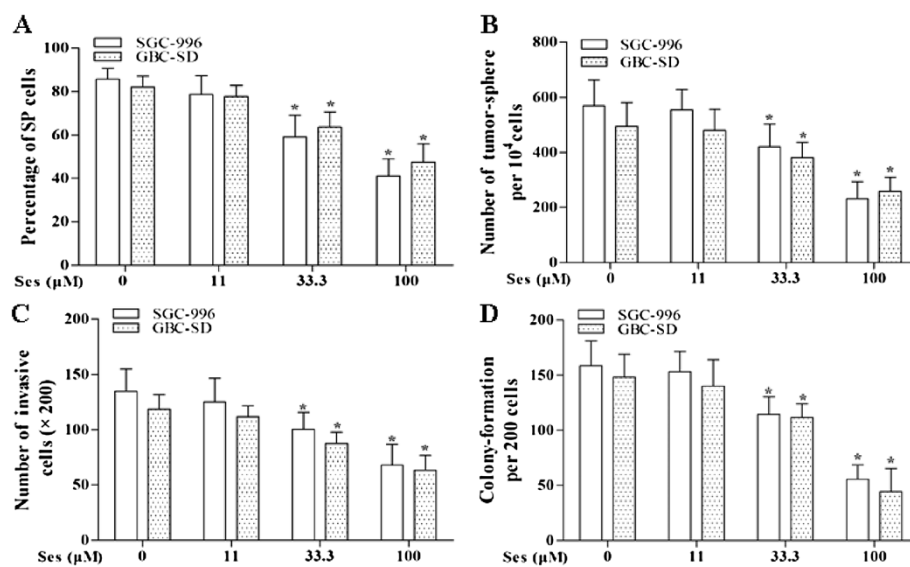 A
SGC-996
GBC-SD
Percentage of SP cells
100
80
60
40
20
0
* * * *
Ses (μM) 0 11 33.3 100
B
SGC-996
GBC-SD
Number of tumor-sphere
per 10⁴cells
800
600
400
200
0
* * * *
Ses (μM) 0 11 33.3 100
C
SGC-996
GBC-SD
Number of invasive
cells (× 200)
200
150
100
50
0
* * * *
Ses (μM) 0 11 33.3 100
D
SGC-996
GBC-SD
Colony-formation
per 200 cells
200
150
100
50
0
* * * *
Ses (μM) 0 11 33.3 100